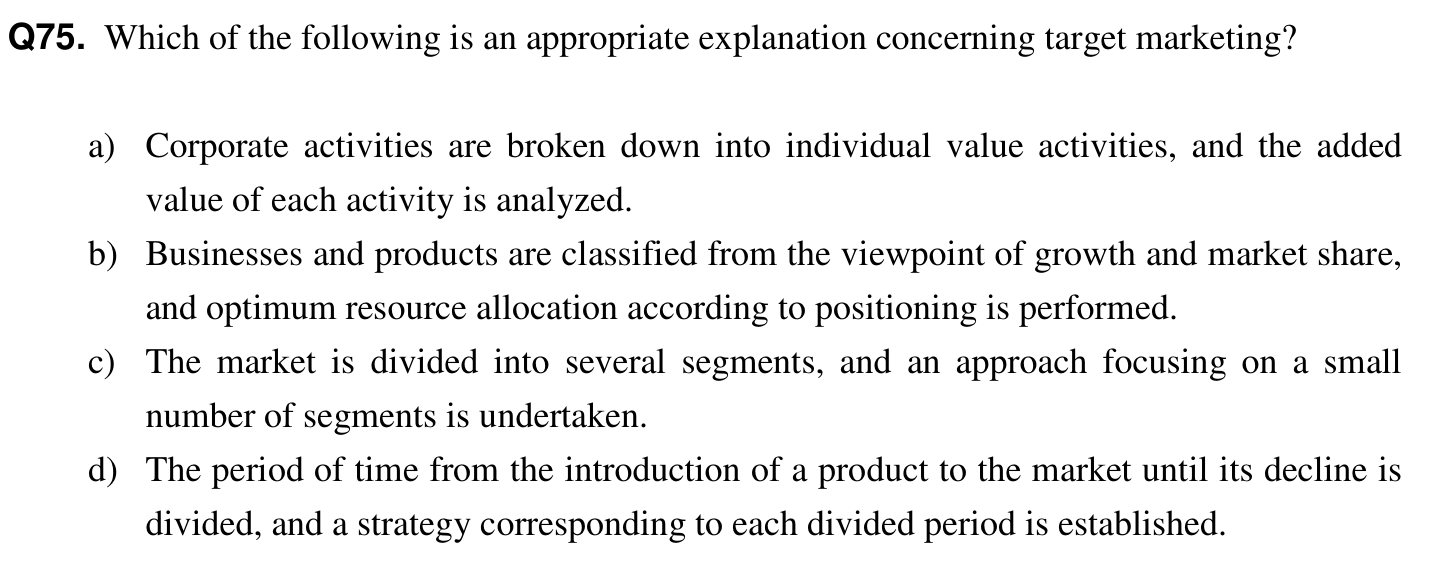 Q75. Which of the following is an appropriate explanation concerning target marketing?
a) Corporate activities are broken down into individual value activities, and the added
value of each activity is analyzed.
b) Businesses and products are classified from the viewpoint of growth and market share,
and optimum resource allocation according to positioning is performed.
c) The market is divided into several segments, and an approach focusing on a small
number of segments is undertaken.
d) The period of time from the introduction of a product to the market until its decline is
divided, and a strategy corresponding to each divided period is established.